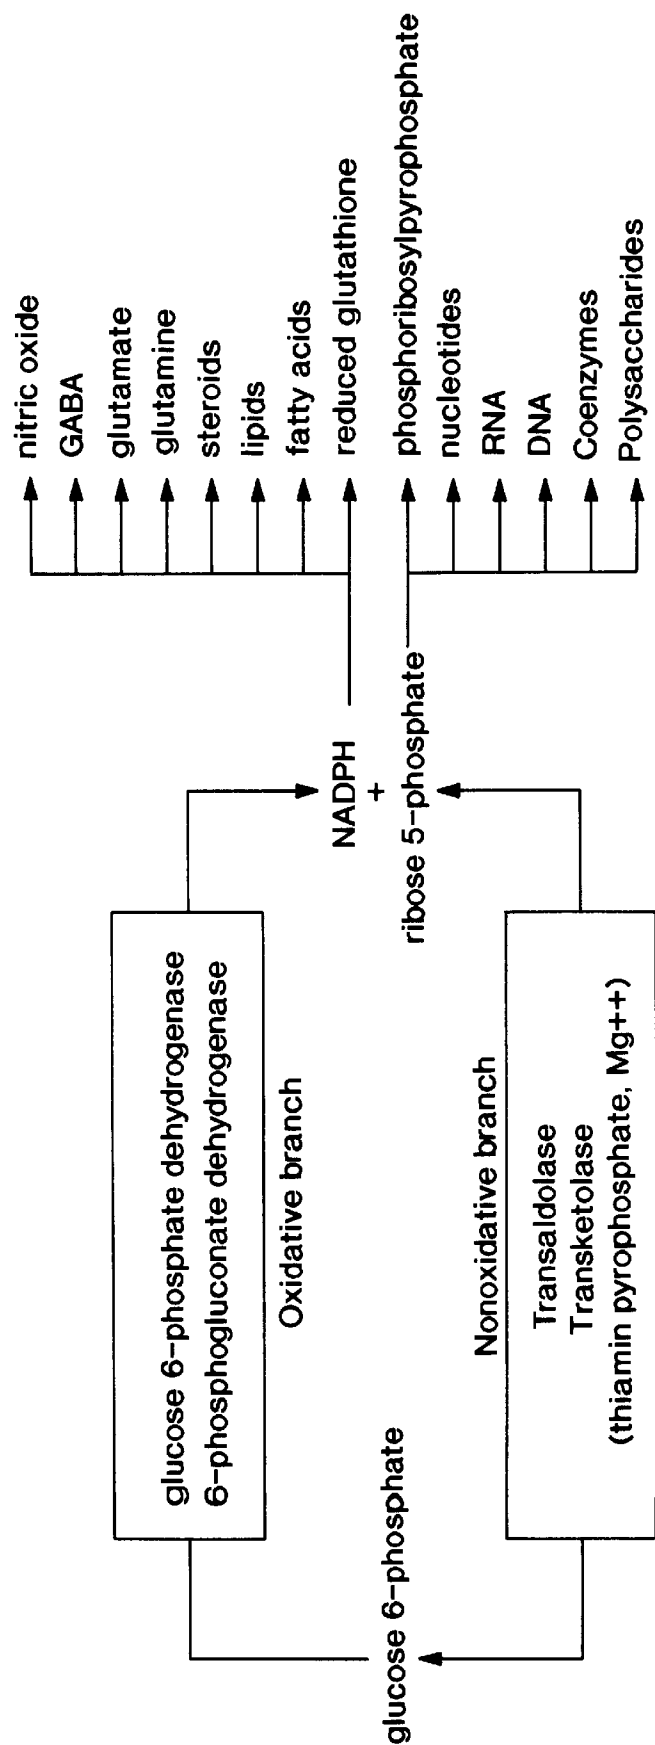 glucose 6-phosphate
glucose 6-phosphate dehydrogenase
6-phosphogluconate dehydrogenase
Oxidative branch
Nonoxidative branch
Transaldolase
Transketolase
(thiamin pyrophosphate, Mg++)
NADPH
+
ribose 5-phosphate
nitric oxide
GABA
glutamate
glutamine
steroids
lipids
fatty acids
reduced glutathione
phosphoribosylpyrophosphate
nucleotides
RNA
DNA
Coenzymes
Polysaccharides